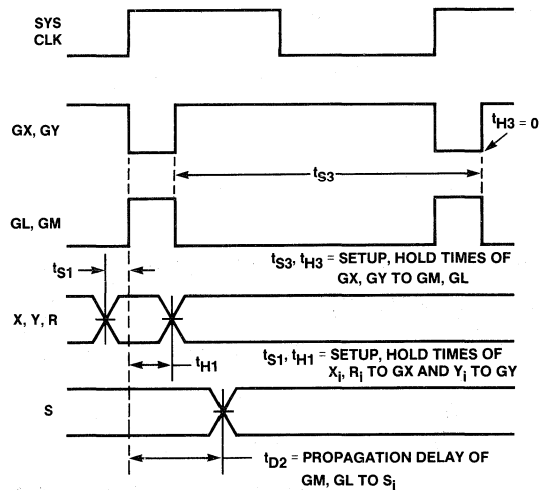 SYS
CLK
GX, GY
tH3 = 0
tS3
GL, GM
tS3, tH3 = SETUP, HOLD TIMES OF
GX, GY TO GM, GL
tS1
X, Y, R
tH1
tS1, tH1 = SETUP, HOLD TIMES OF
Xi, Ri TO GX AND Yi TO GY
S
tD2 = PROPAGATION DELAY OF
GM, GL TO Si